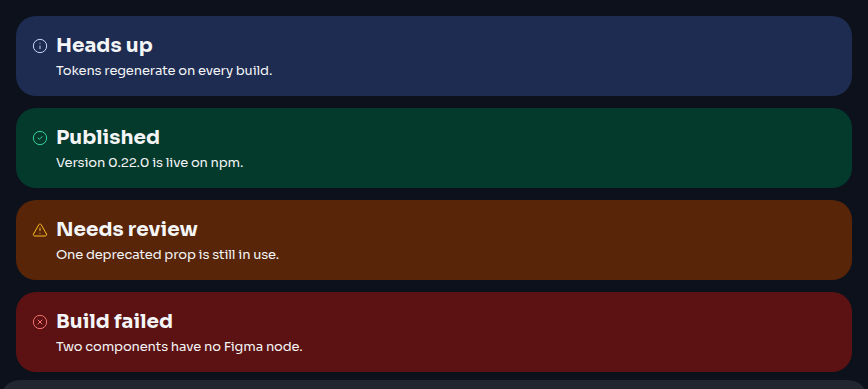 Heads up
Tokens regenerate on every build.
Published
Version 0.22.0 is live on npm.
Needs review
One deprecated prop is still in use.
Build failed
Two components have no Figma node.